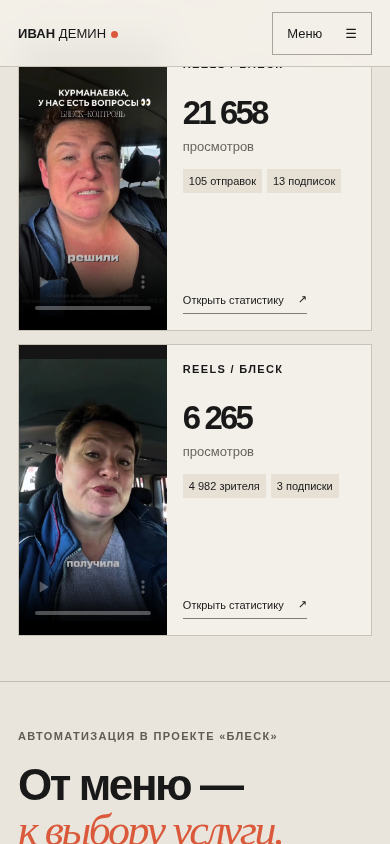 ИВАН ДЕМИН
Меню ☰
КУРМАНАЕВКА,
У НАС ЕСТЬ ВОПРОСЫ 👀
БЛЕСК-КОНТРОЛЬ
решили
REELS / БЛЕСК
21 658
просмотров
105 отправок
13 подписок
Открыть статистику ↗
получила
REELS / БЛЕСК
6 265
просмотров
4 982 зрителя
3 подписки
Открыть статистику ↗
АВТОМАТИЗАЦИЯ В ПРОЕКТЕ «БЛЕСК»
От меню —
к выбору услуги.